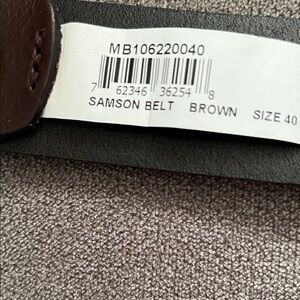 MB106220040
7 62346 36254 8
SAMSON BELT BROWN SIZE 40